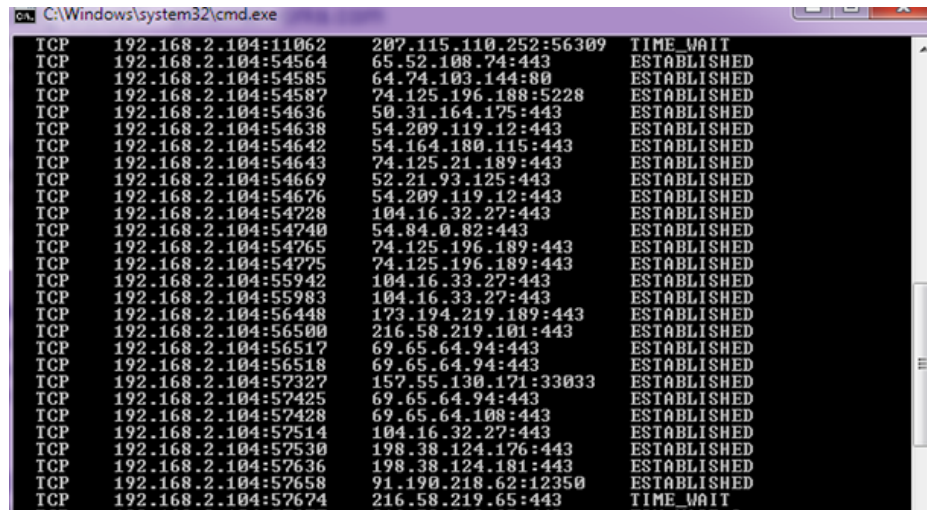 C:\Windows\system32\cmd.exe
TCP 192.168.2.104:11062 207.115.110.252:56309 TIME_WAIT
TCP 192.168.2.104:54564 65.52.108.74:443 ESTABLISHED
TCP 192.168.2.104:54585 64.74.103.144:80 ESTABLISHED
TCP 192.168.2.104:54587 74.125.196.188:5228 ESTABLISHED
TCP 192.168.2.104:54636 50.31.164.175:443 ESTABLISHED
TCP 192.168.2.104:54638 54.209.119.12:443 ESTABLISHED
TCP 192.168.2.104:54642 54.164.180.115:443 ESTABLISHED
TCP 192.168.2.104:54643 74.125.21.189:443 ESTABLISHED
TCP 192.168.2.104:54669 52.21.93.125:443 ESTABLISHED
TCP 192.168.2.104:54676 54.209.119.12:443 ESTABLISHED
TCP 192.168.2.104:54728 104.16.32.27:443 ESTABLISHED
TCP 192.168.2.104:54740 54.84.0.82:443 ESTABLISHED
TCP 192.168.2.104:54765 74.125.196.189:443 ESTABLISHED
TCP 192.168.2.104:54775 74.125.196.189:443 ESTABLISHED
TCP 192.168.2.104:55942 104.16.33.27:443 ESTABLISHED
TCP 192.168.2.104:55983 104.16.33.27:443 ESTABLISHED
TCP 192.168.2.104:56448 173.194.219.189:443 ESTABLISHED
TCP 192.168.2.104:56500 216.58.219.101:443 ESTABLISHED
TCP 192.168.2.104:56517 69.65.64.94:443 ESTABLISHED
TCP 192.168.2.104:56518 69.65.64.94:443 ESTABLISHED
TCP 192.168.2.104:57327 157.55.130.171:33033 ESTABLISHED
TCP 192.168.2.104:57425 69.65.64.94:443 ESTABLISHED
TCP 192.168.2.104:57428 69.65.64.108:443 ESTABLISHED
TCP 192.168.2.104:57514 104.16.32.27:443 ESTABLISHED
TCP 192.168.2.104:57530 198.38.124.176:443 ESTABLISHED
TCP 192.168.2.104:57636 198.38.124.181:443 ESTABLISHED
TCP 192.168.2.104:57658 91.190.218.62:12350 ESTABLISHED
TCP 192.168.2.104:57674 216.58.219.65:443 TIME_WAIT